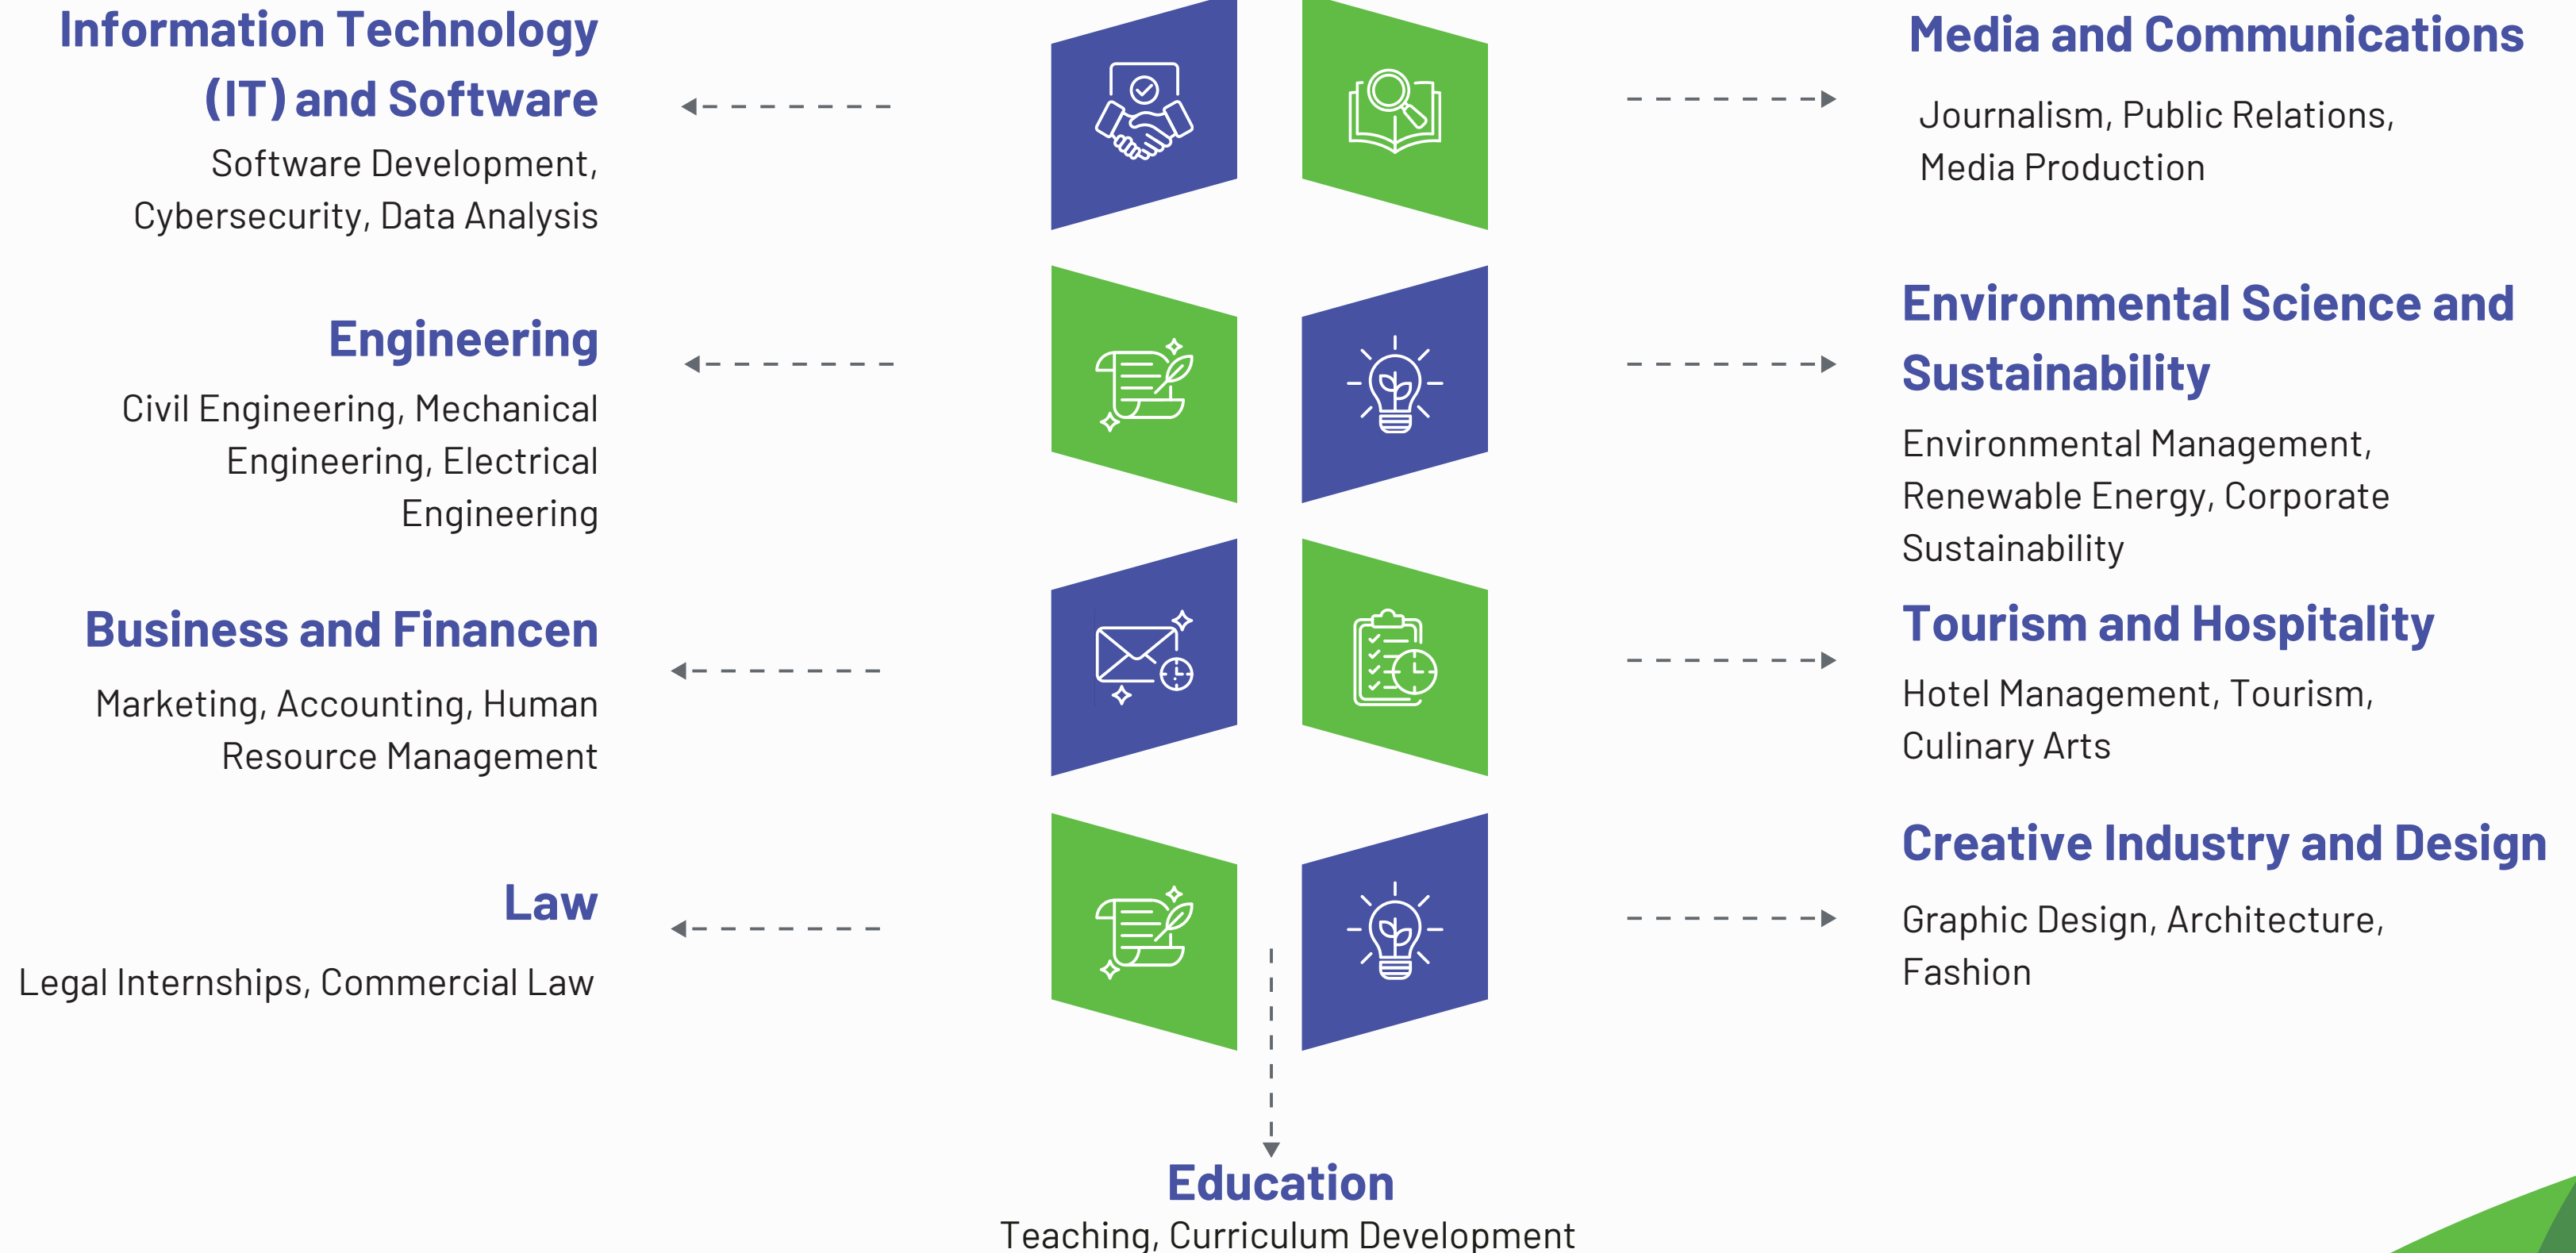 Information Technology
(IT) and Software
Software Development,
Cybersecurity, Data Analysis
Engineering
Civil Engineering, Mechanical
Engineering, Electrical
Engineering
Business and Financen
Marketing, Accounting, Human
Resource Management
Law
Legal Internships, Commercial Law
Media and Communications
Journalism, Public Relations,
Media Production
Environmental Science and
Sustainability
Environmental Management,
Renewable Energy, Corporate
Sustainability
Tourism and Hospitality
Hotel Management, Tourism,
Culinary Arts
Creative Industry and Design
Graphic Design, Architecture,
Fashion
Education
Teaching, Curriculum Development